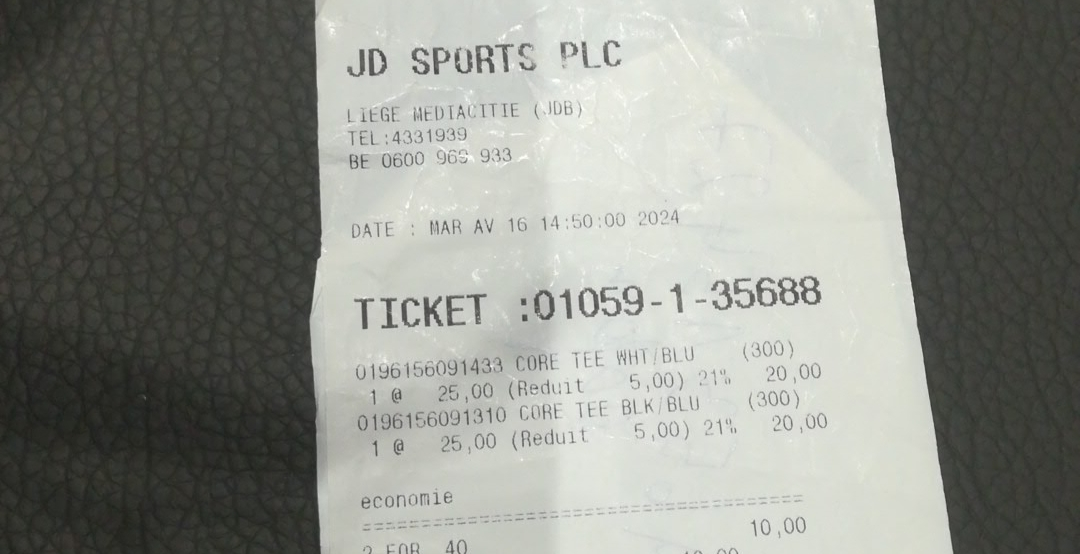 JD SPORTS PLC
LIEGE MEDIACITIE (JDB)
TEL:4331939
BE 0600 969 933
DATE : MAR AV 16 14:50:00 2024
TICKET :01059-1-35688
0196156091433 CORE TEE WHT/BLU (300)
1 @ 25,00 (Reduit 5,00) 21% 20,00
0196156091310 CORE TEE BLK/BLU (300)
1 @ 25,00 (Reduit 5,00) 21% 20,00
economie
========================================
10,00
2 FOR 40